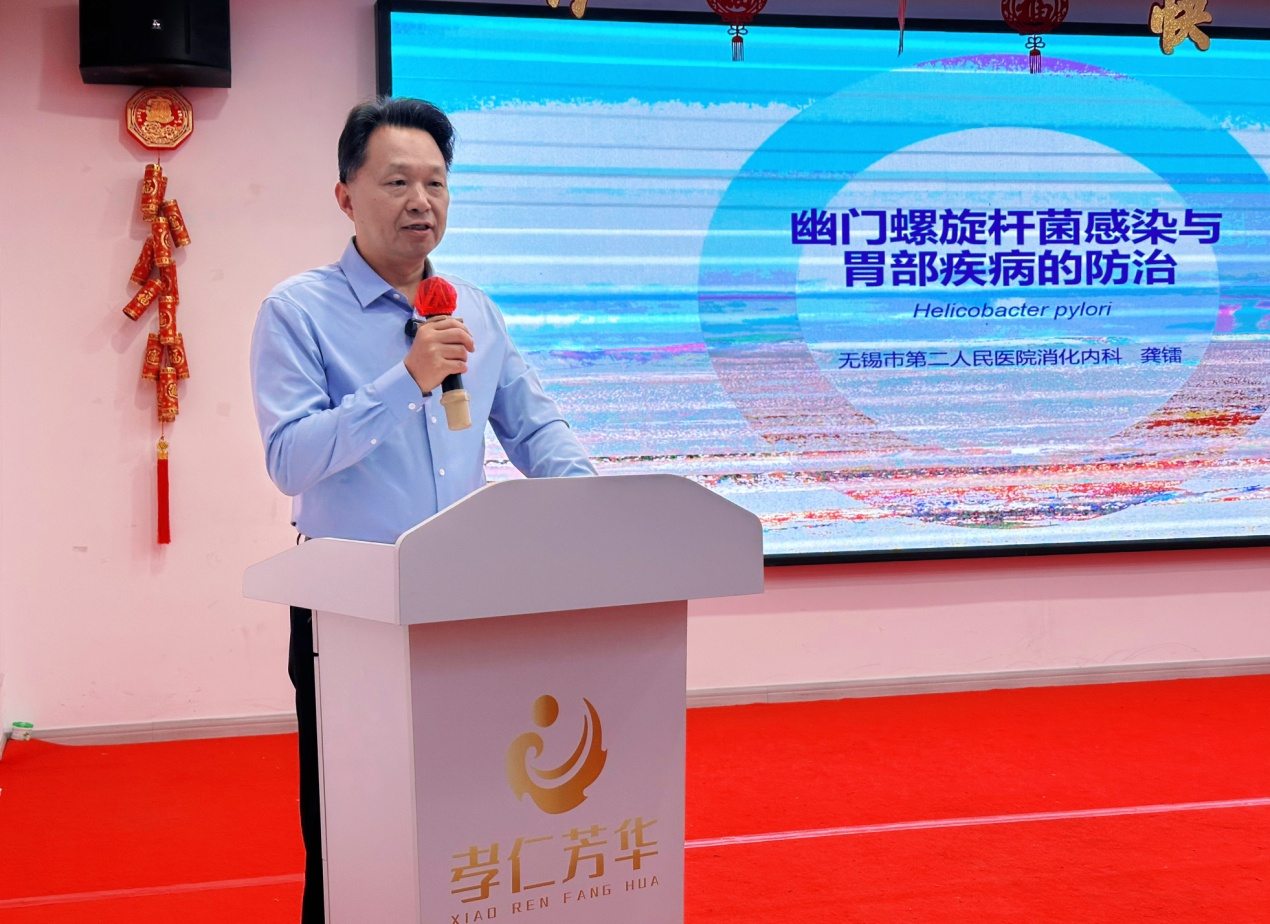 快
幽门螺旋杆菌感染与
胃部疾病的防治
Helicobacter pylori
无锡市第二人民医院消化内科 龚镭
孝仁芳华
XIAO REN FANG HUA